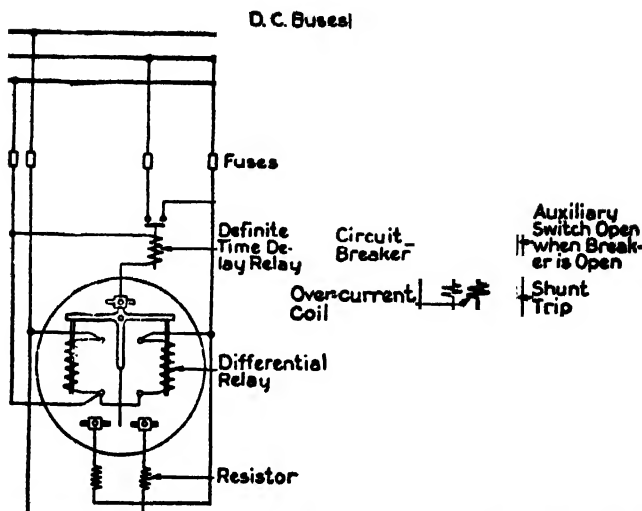 D.C. Buses
Fuses
Definite
Time De-
lay Relay
Differential
Relay
Resistor
Circuit
Breaker
Over-current
Coil
Auxiliary
Switch Open
when Break-
er is Open
Shunt
Trip